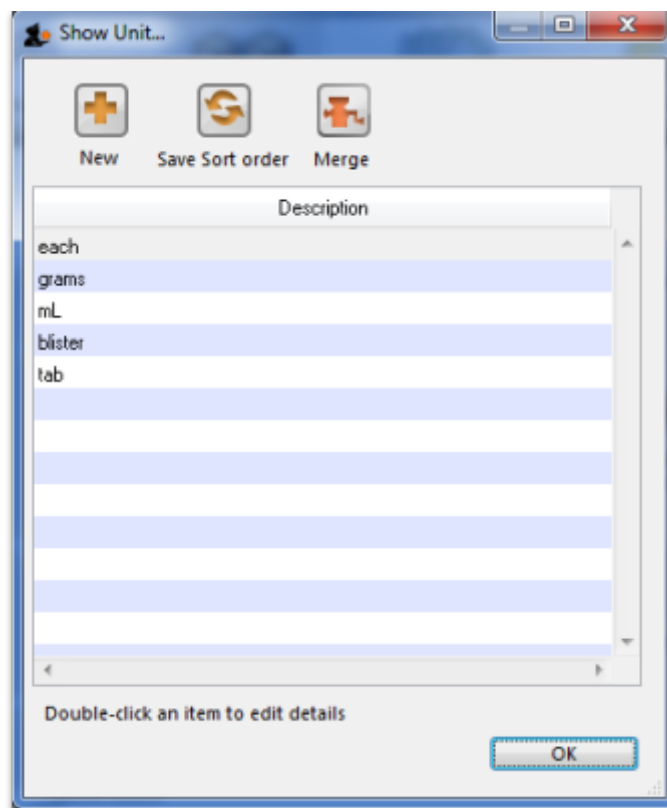 Show Unit...
New Save Sort order Merge
Description
each
grams
mL
blister
tab
Double-click an item to edit details
OK